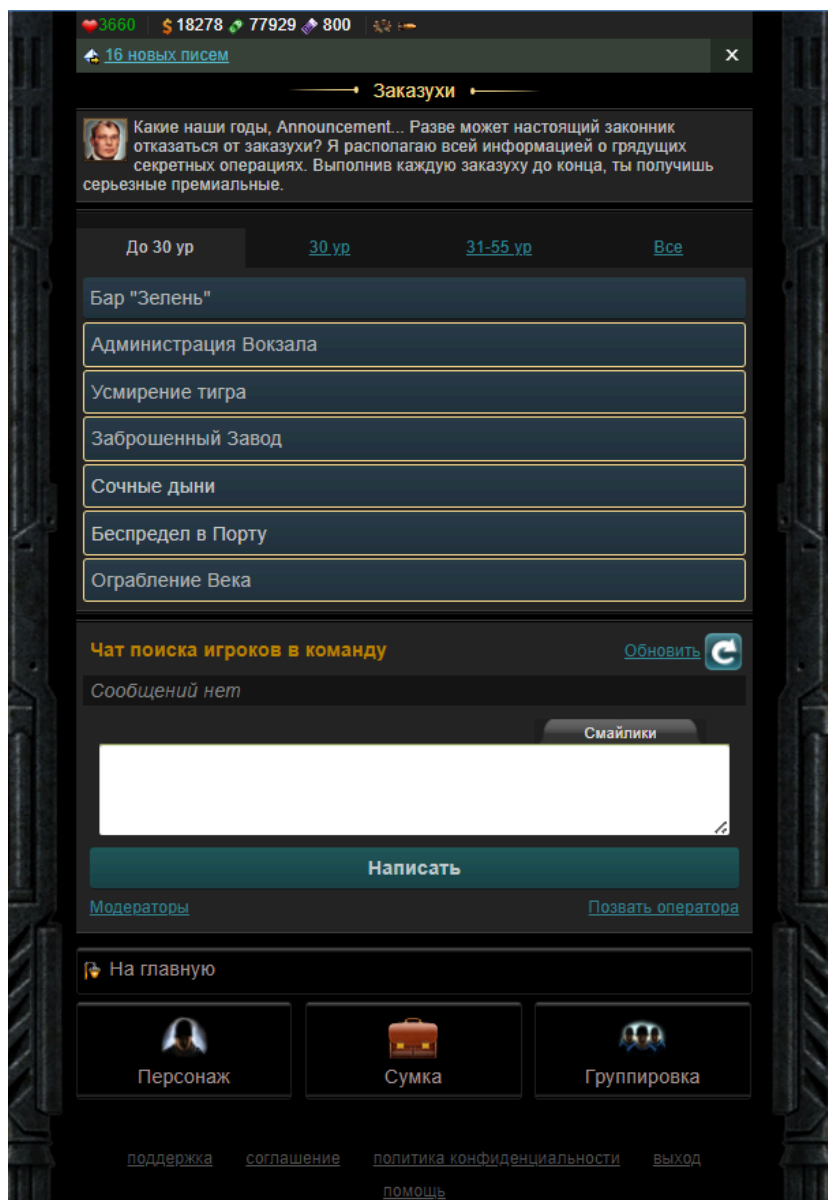 3660 18278 77929 800
16 новых писем x
Заказухи
Какие наши годы, Announcement... Разве может настоящий законник
отказаться от заказухи? Я располагаю всей информацией о грядущих
секретных операциях. Выполнив каждую заказуху до конца, ты получишь
серьезные премиальные.
До 30 ур 30 ур 31-55 ур Все
Бар "Зелень"
Администрация Вокзала
Усмирение тигра
Заброшенный Завод
Сочные дыни
Беспредел в Порту
Ограбление Века
Чат поиска игроков в команду Обновить
Сообщений нет
Смайлики
Написать
Модераторы Позвать оператора
На главную
Персонаж Сумка Группировка
поддержка соглашение политика конфиденциальности выход
помощь